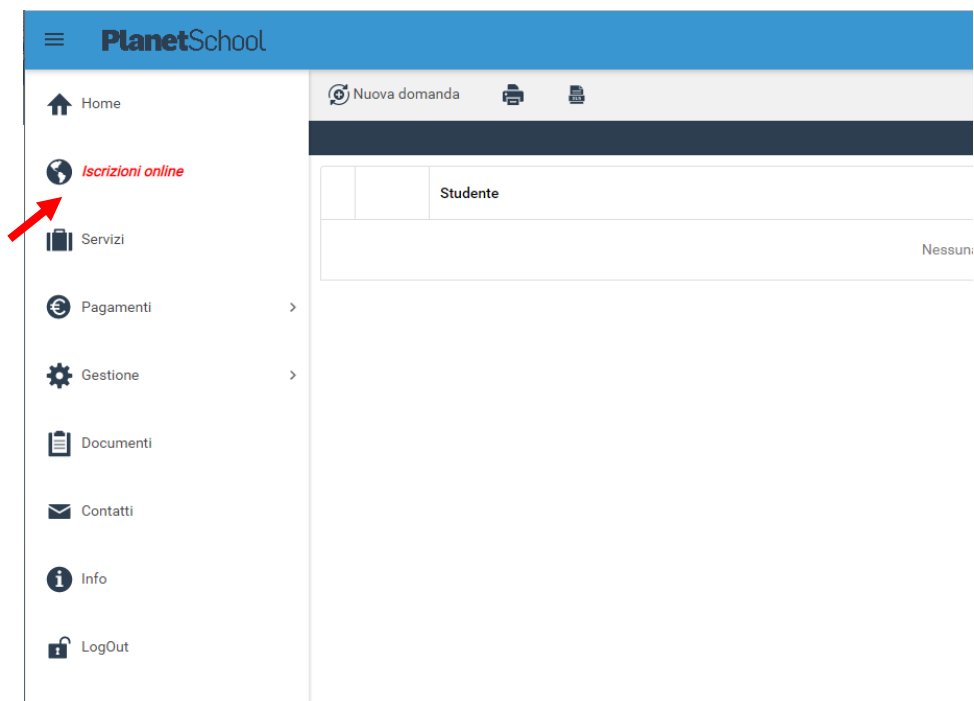 PlanetSchool
Home
Iscrizioni online
Servizi
Pagamenti
Gestione
Documenti
Contatti
Info
LogOut
Nuova domanda
Studente
Nessuna